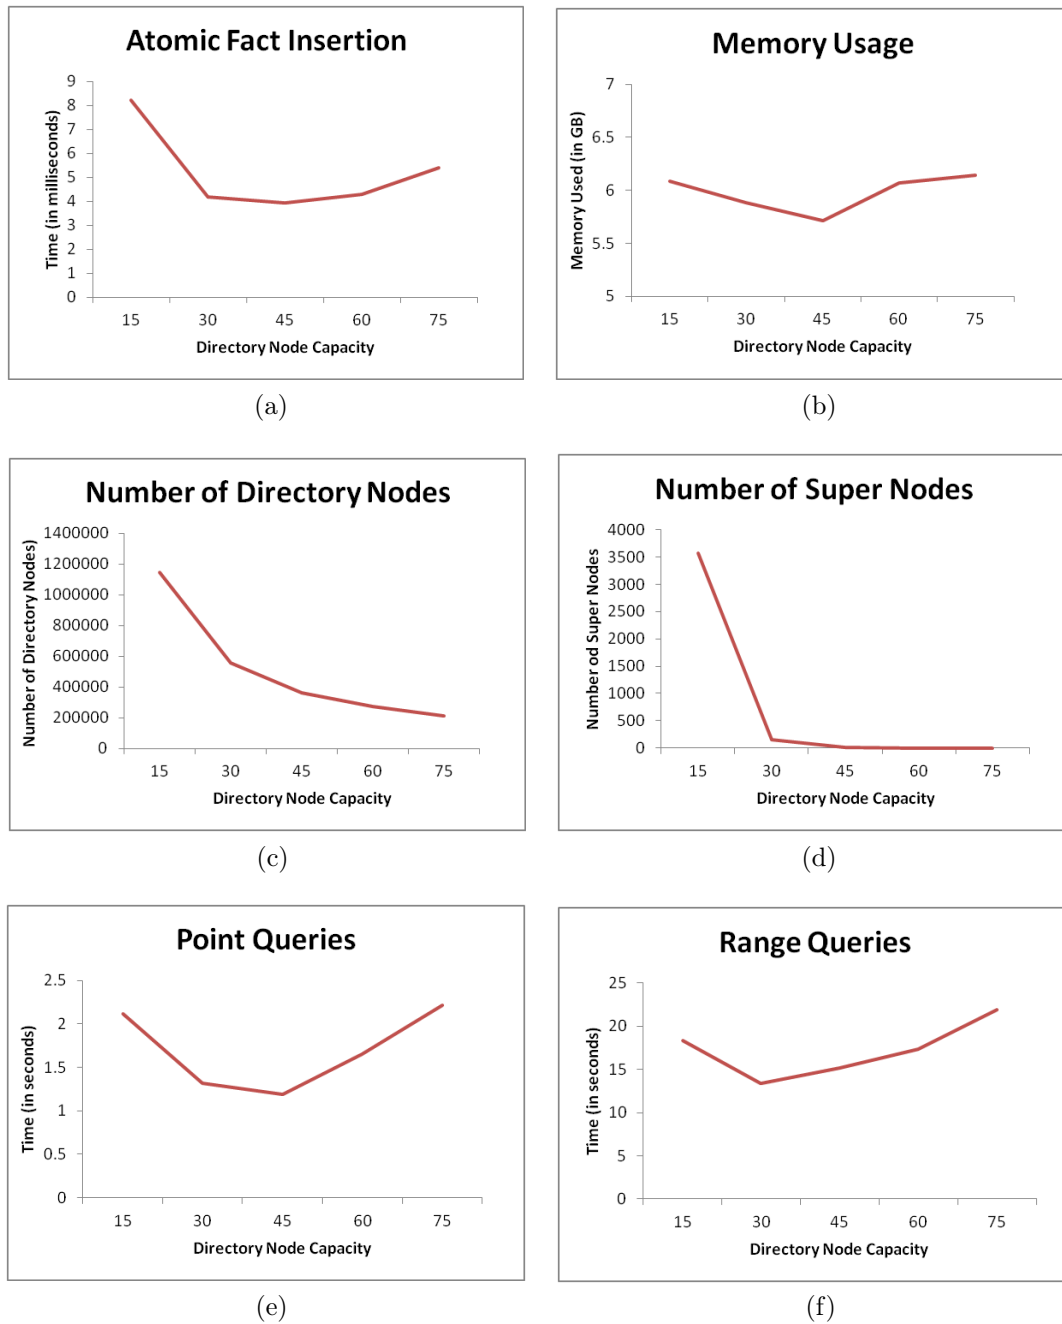 Atomic Fact Insertion
Time (in milliseconds)
9
8
7
6
5
4
3
2
1
0
15 30 45 60 75
Directory Node Capacity
(a)
Memory Usage
Memory Used (in GB)
7
6.5
6
5.5
5
15 30 45 60 75
Directory Node Capacity
(b)
Number of Directory Nodes
Number of Directory Nodes)
1400000
1200000
1000000
800000
600000
400000
200000
0
15 30 45 60 75
Directory Node Capacity
(c)
Number of Super Nodes
Number od Super Nodes
4000
3500
3000
2500
2000
1500
1000
500
0
15 30 45 60 75
Directory Node Capacity
(d)
Point Queries
Time (in seconds)
2.5
2
1.5
1
0.5
0
15 30 45 60 75
Directory Node Capacity
(e)
Range Queries
Time (in seconds)
25
20
15
10
5
0
15 30 45 60 75
Directory Node Capacity
(f)